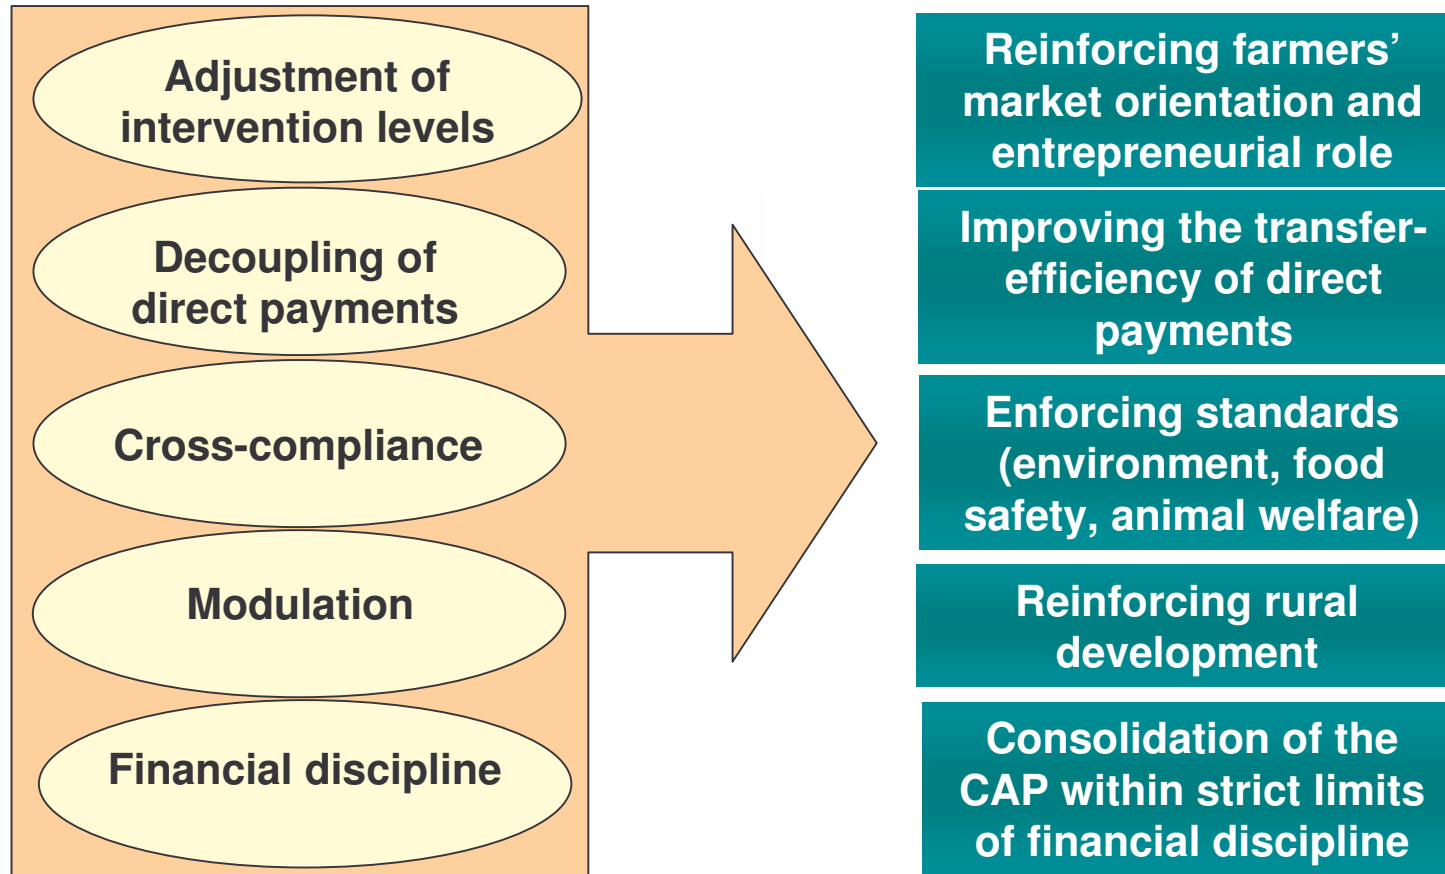 Adjustment of
intervention levels
Decoupling of
direct payments
Cross-compliance
Modulation
Financial discipline
Reinforcing farmers’
market orientation and
entrepreneurial role
Improving the transfer-
efficiency of direct
payments
Enforcing standards
(environment, food
safety, animal welfare)
Reinforcing rural
development
Consolidation of the
CAP within strict limits
of financial discipline